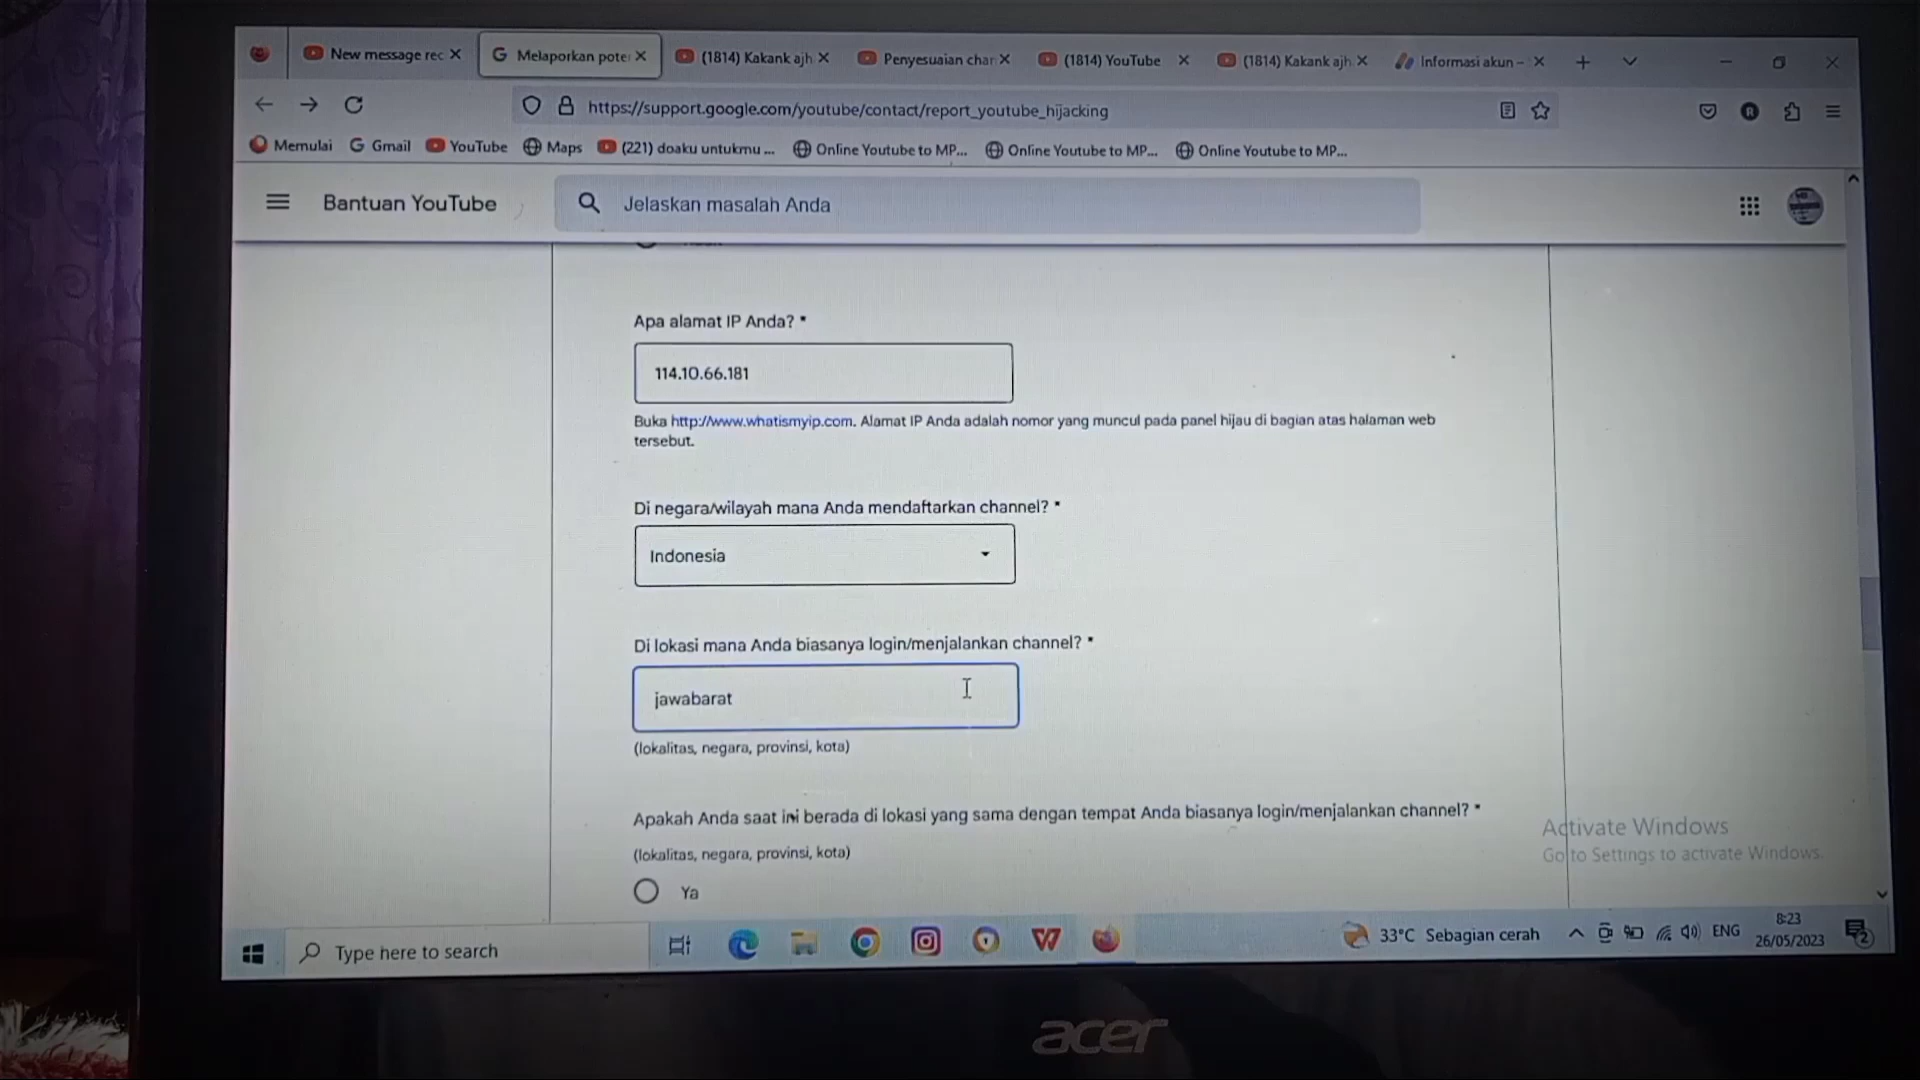 New message rec
Melaporkan poter
(1814) Kakank ajh
Penyesuaian char
(1814) YouTube
(1814) Kakank ajh
Informasi akun –
https://support.google.com/youtube/contact/report_youtube_hijacking
Memulai
Gmail
YouTube
Maps
(221) doaku untukmu ...
Online Youtube to MP...
Online Youtube to MP...
Online Youtube to MP...
Bantuan YouTube
Jelaskan masalah Anda
Apa alamat IP Anda? *
114.10.66.181
Buka http://www.whatismyip.com. Alamat IP Anda adalah nomor yang muncul pada panel hijau di bagian atas halaman web
tersebut.
Di negara/wilayah mana Anda mendaftarkan channel? *
Indonesia
Di lokasi mana Anda biasanya login/menjalankan channel? *
jawabarat
(lokalitas, negara, provinsi, kota)
Apakah Anda saat ini berada di lokasi yang sama dengan tempat Anda biasanya login/menjalankan channel? *
(lokalitas, negara, provinsi, kota)
Ya
Activate Windows
Go to Settings to activate Windows.
Type here to search
33°C Sebagian cerah
ENG
8:23
26/05/2023
2
acer